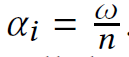 αᵢ = ω/n.